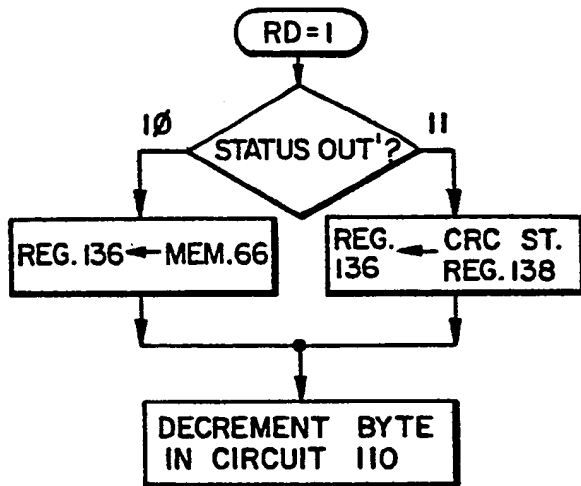 RD=1
1Ø
11
STATUS OUT'?
REG.136 ← MEM.66
REG. ← CRC ST.
136 REG.138
DECREMENT BYTE
IN CIRCUIT 110